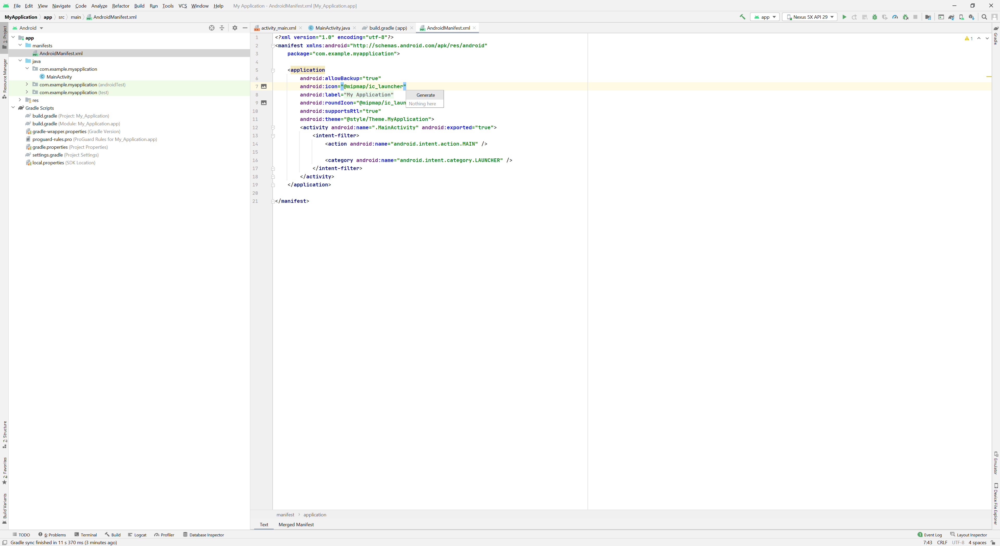 File Edit View Navigate Code Analyze Refactor Build Run Tools VCS Window Help My Application - AndroidManifest.xml [My_Application.app]
MyApplication app src main AndroidManifest.xml app Nexus 5X API 29
1: Project
Resource Manager
7: Structure
2: Favorites
Build Variants
Android
app
manifests
AndroidManifest.xml
java
com.example.myapplication
MainActivity
com.example.myapplication (androidTest)
com.example.myapplication (test)
res
Gradle Scripts
build.gradle (Project: My_Application)
build.gradle (Module: My_Application.app)
gradle-wrapper.properties (Gradle Version)
proguard-rules.pro (ProGuard Rules for My_Application.app)
gradle.properties (Project Properties)
settings.gradle (Project Settings)
local.properties (SDK Location)
activity_main.xml MainActivity.java build.gradle (:app) AndroidManifest.xml
1 <?xml version="1.0" encoding="utf-8"?>
2 <manifest xmlns:android="http://schemas.android.com/apk/res/android"
3 package="com.example.myapplication">
4
5 <application
6 android:allowBackup="true"
7 android:icon="@mipmap/ic_launcher"
8 android:label="My Application"
9 android:roundIcon="@mipmap/ic_laun
10 android:supportsRtl="true"
11 android:theme="@style/Theme.MyApplication">
12 <activity android:name=".MainActivity" android:exported="true">
13 <intent-filter>
14 <action android:name="android.intent.action.MAIN" />
15
16 <category android:name="android.intent.category.LAUNCHER" />
17 </intent-filter>
18 </activity>
19 </application>
20
21 </manifest>
Generate
Nothing here
1
Gradle
Emulator
Device File Explorer
manifest application
Text Merged Manifest
TODO 6: Problems Terminal Build Logcat Profiler Database Inspector 1 Event Log Layout Inspector
Gradle sync finished in 11 s 370 ms (3 minutes ago) 7:43 CRLF UTF-8 4 spaces